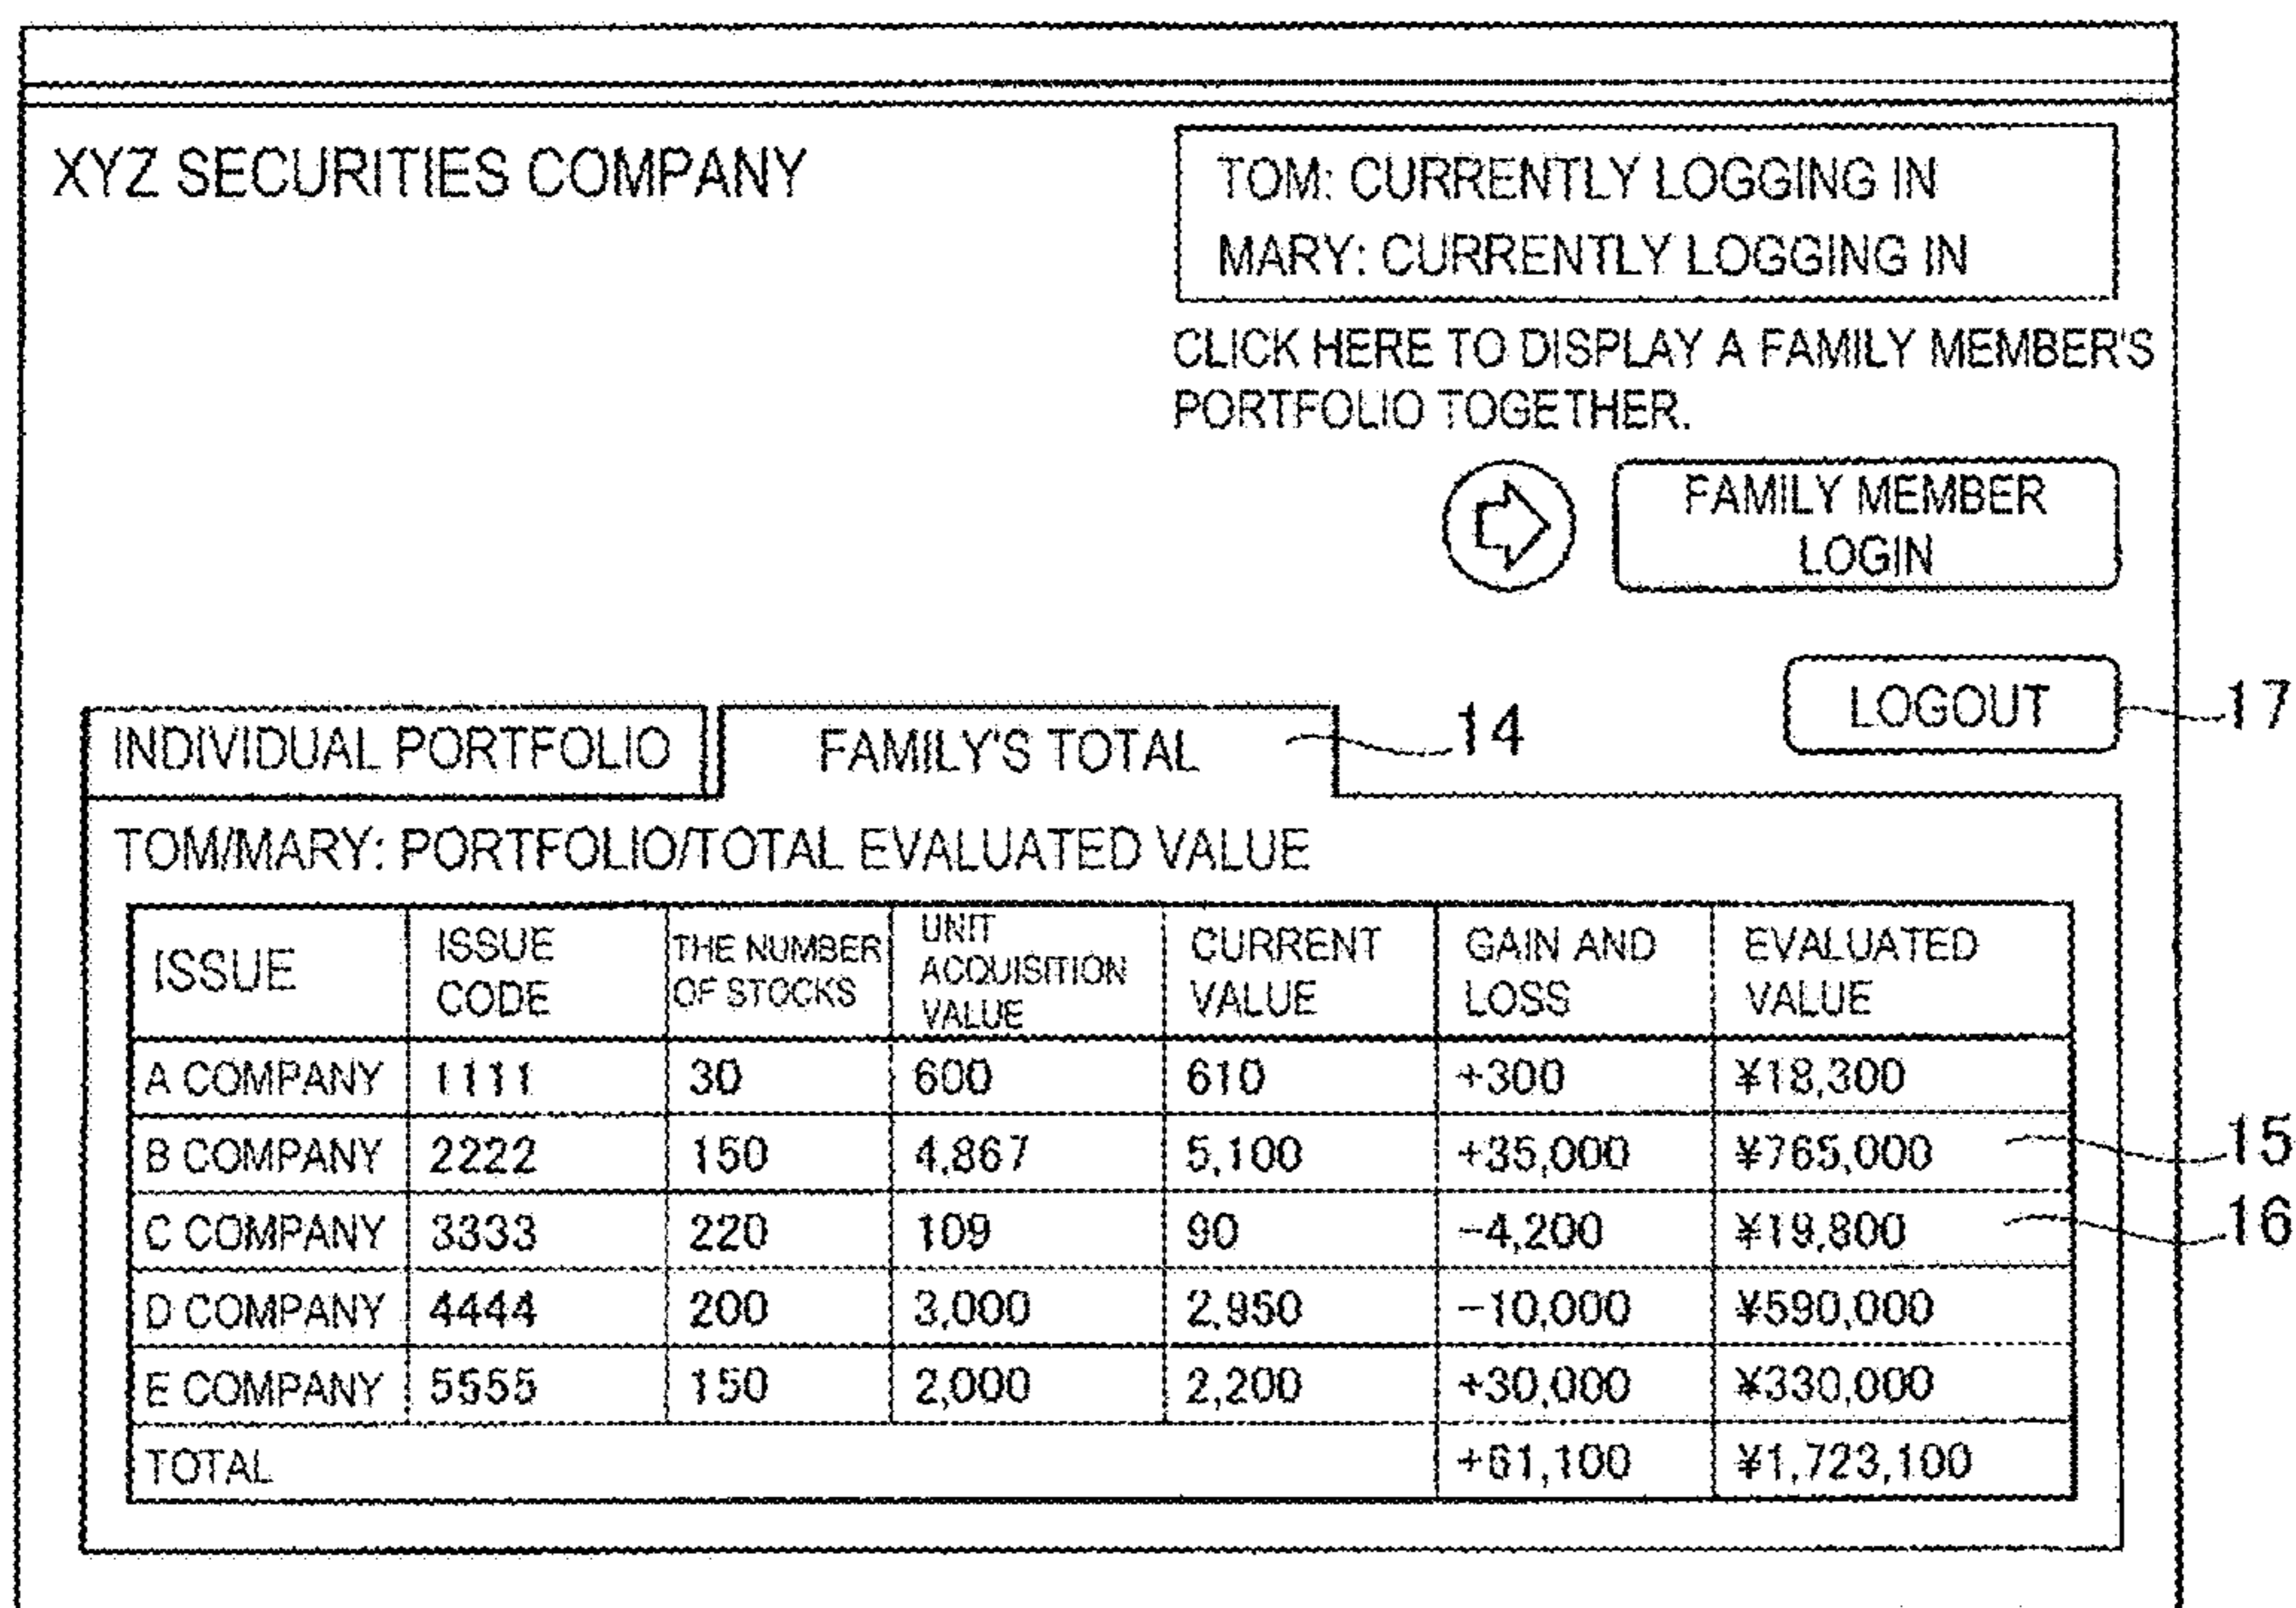 XYZ SECURITIES COMPANY
TOM: CURRENTLY LOGGING IN
MARY: CURRENTLY LOGGING IN
CLICK HERE TO DISPLAY A FAMILY MEMBER'S
PORTFOLIO TOGETHER.
FAMILY MEMBER
LOGIN
LOGOUT 17
INDIVIDUAL PORTFOLIO FAMILY'S TOTAL 14
TOM/MARY: PORTFOLIO/TOTAL EVALUATED VALUE
ISSUE ISSUE CODE THE NUMBER OF STOCKS UNIT ACQUISITION VALUE CURRENT VALUE GAIN AND LOSS EVALUATED VALUE
A COMPANY 1111 30 600 610 +300 ¥18,300
B COMPANY 2222 150 4,867 5,100 +35,000 ¥765,000 15
C COMPANY 3333 220 109 90 -4,200 ¥19,800 16
D COMPANY 4444 200 3,000 2,950 -10,000 ¥590,000
E COMPANY 5555 150 2,000 2,200 +30,000 ¥330,000
TOTAL +61,100 ¥1,723,100